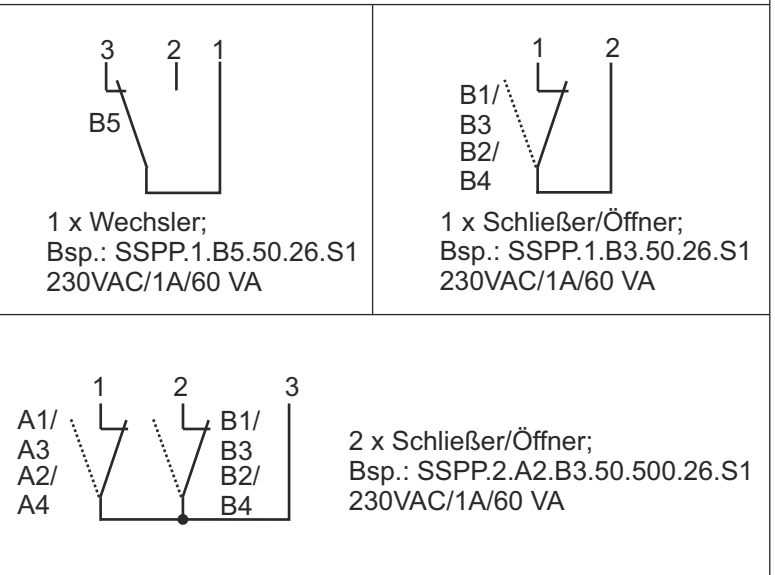 3 2 1
B5
1 x Wechsler;
Bsp.: SSPP.1.B5.50.26.S1
230VAC/1A/60 VA
1 2
B1/
B3
B2/
B4
1 x Schließer/Öffner;
Bsp.: SSPP.1.B3.50.26.S1
230VAC/1A/60 VA
1 2 3
A1/
A3
A2/
A4
B1/
B3
B2/
B4
2 x Schließer/Öffner;
Bsp.: SSPP.2.A2.B3.50.500.26.S1
230VAC/1A/60 VA